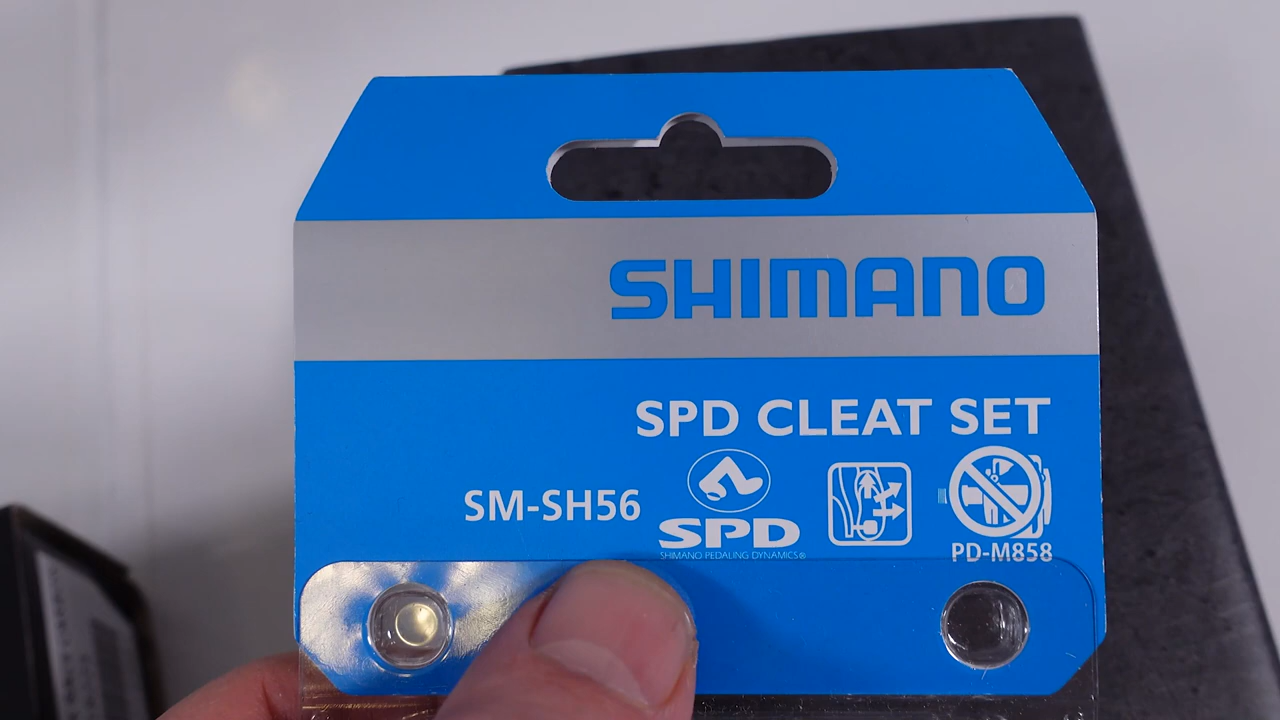 SHIMANO
SPD CLEAT SET
SM-SH56
SPD
SHIMANO PEDALING DYNAMICS®
PD-M858